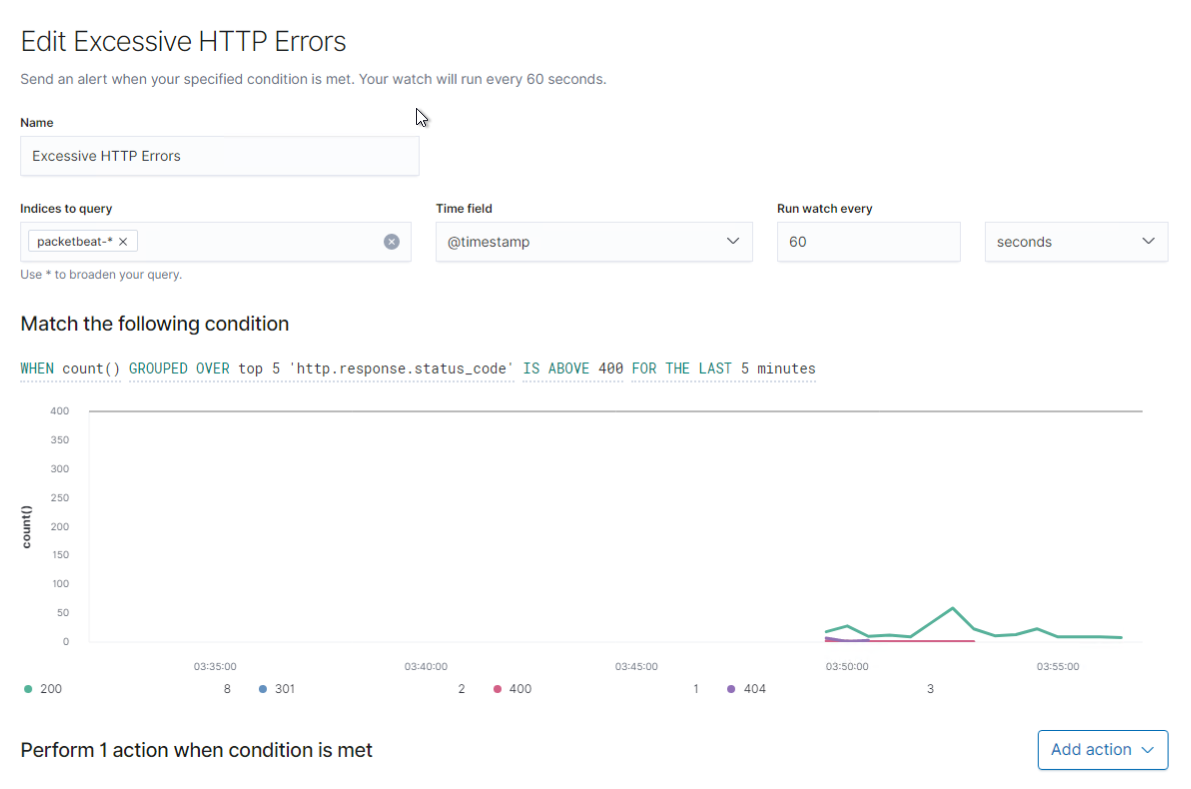 Edit Excessive HTTP Errors
Send an alert when your specified condition is met. Your watch will run every 60 seconds.
Name
Excessive HTTP Errors
Indices to query
Time field
Run watch every
packetbeat-*
@timestamp
60
seconds
Use * to broaden your query.
Match the following condition
WHEN count() GROUPED OVER top 5 'http.response.status_code' IS ABOVE 400 FOR THE LAST 5 minutes
400
350
300
250
200
150
100
50
0
count()
03:35:00 03:40:00 03:45:00 03:50:00 03:55:00
200 8 301 2 400 1 404 3
Perform 1 action when condition is met
Add action